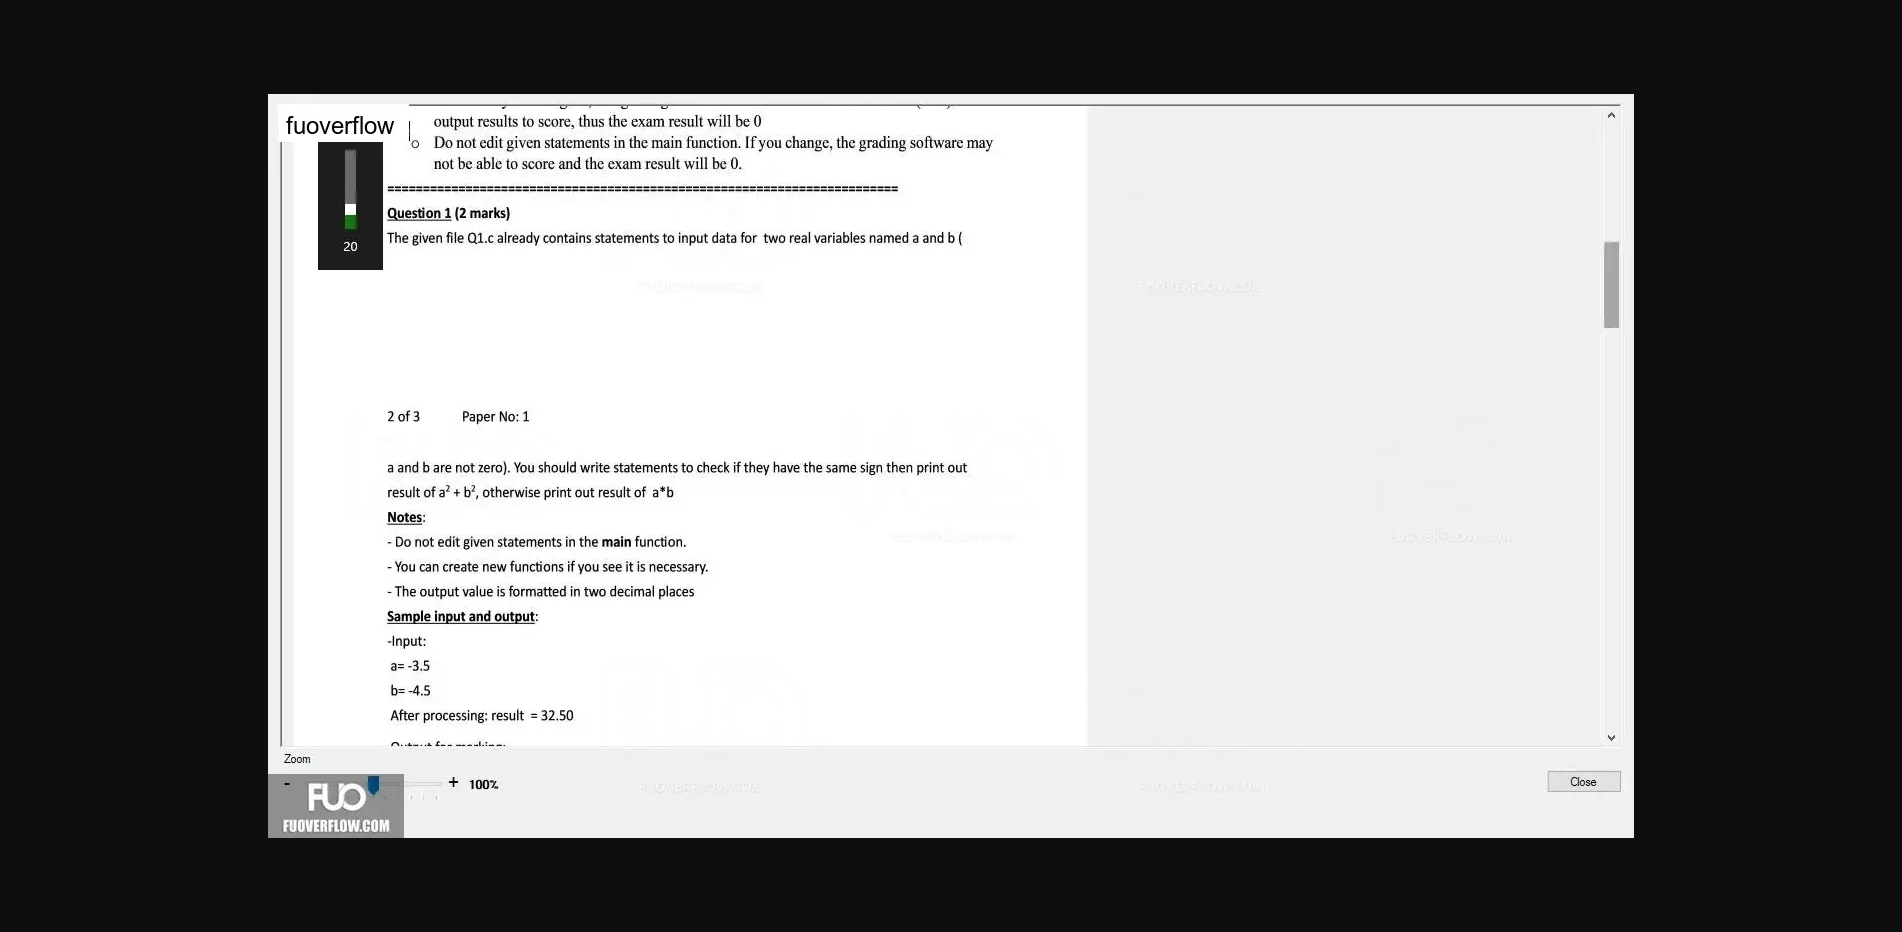 fuoverflow
output results to score, thus the exam result will be 0
o Do not edit given statements in the main function. If you change, the grading software may
not be able to score and the exam result will be 0.
=========================================================================
Question 1 (2 marks)
The given file Q1.c already contains statements to input data for two real variables named a and b (
20
2 of 3 Paper No: 1
a and b are not zero). You should write statements to check if they have the same sign then print out
result of a² + b², otherwise print out result of a*b
Notes:
- Do not edit given statements in the main function.
- You can create new functions if you see it is necessary.
- The output value is formatted in two decimal places
Sample input and output:
-Input:
a= -3.5
b= -4.5
After processing: result = 32.50
Output for marking:
Zoom
- + 100%
Close
FUO
FUOVERFLOW.COM